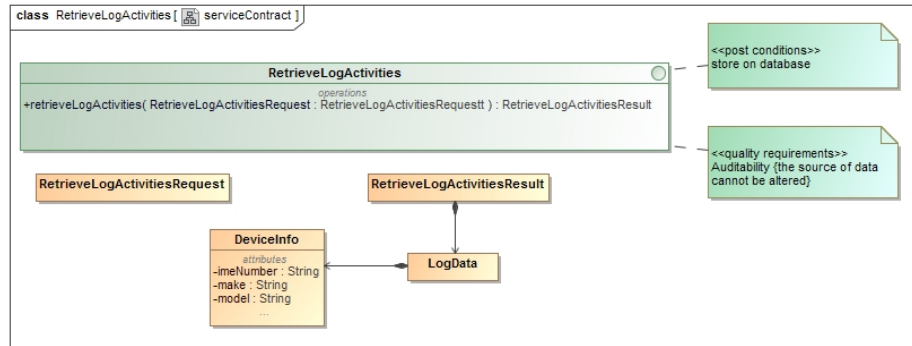 class RetrieveLogActivities [ serviceContract ]
<<post conditions>>
store on database
RetrieveLogActivities
operations
+retrieveLogActivities( RetrieveLogActivitiesRequest : RetrieveLogActivitiesRequestt ) : RetrieveLogActivitiesResult
<<quality requirements>>
Auditability {the source of data
cannot be altered}
RetrieveLogActivitiesRequest
RetrieveLogActivitiesResult
DeviceInfo
attributes
-imeNumber : String
-make : String
-model : String
...
LogData